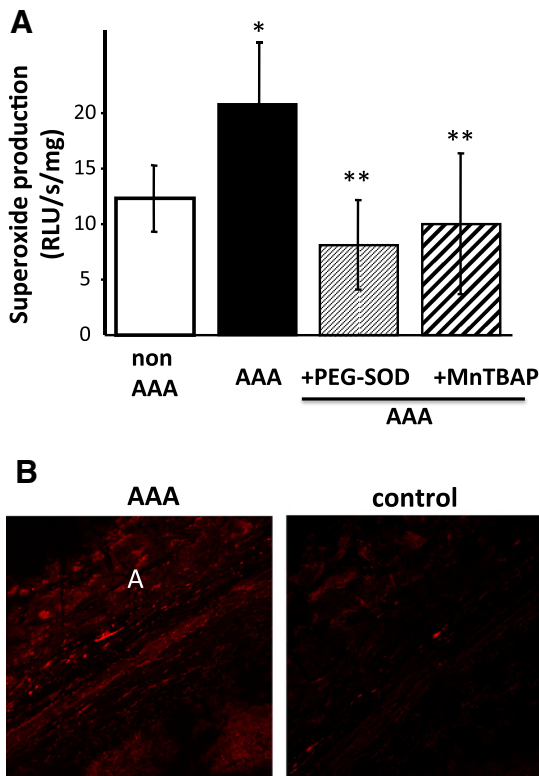 A
Superoxide production
(RLU/s/mg)
20
15
10
5
0
*
**
**
non
AAA
AAA
+PEG-SOD
+MnTBAP
AAA
B
AAA
control
A